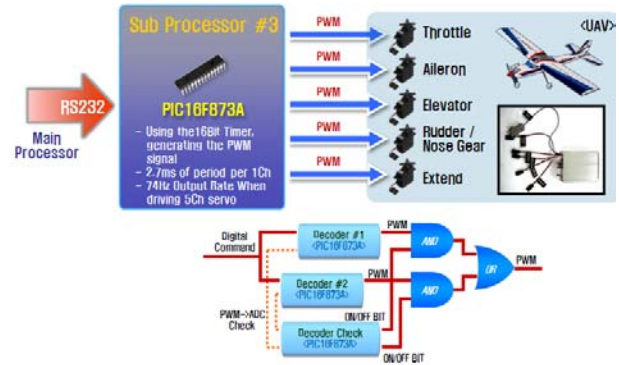 Sub Processor #3
PIC16F873A
- Using the16Bit Timer,
generating the PWM
signal
- 2.7ms of period per 1Ch
- 74Hz Output Rate When
driving 5Ch servo
RS232
Main
Processor
PWM
PWM
PWM
PWM
PWM
Throttle
Aileron
Elevator
Rudder /
Nose Gear
Extend
<UAV>
Digital
Command
Decoder #1
<PIC16F873A>
PWM
AND
Decoder #2
<PIC16F873A>
PWM
AND
OR
PWM
PWM->ADC
Check
ON/OFF BIT
Decoder Check
<PIC16F873A>
ON/OFF BIT